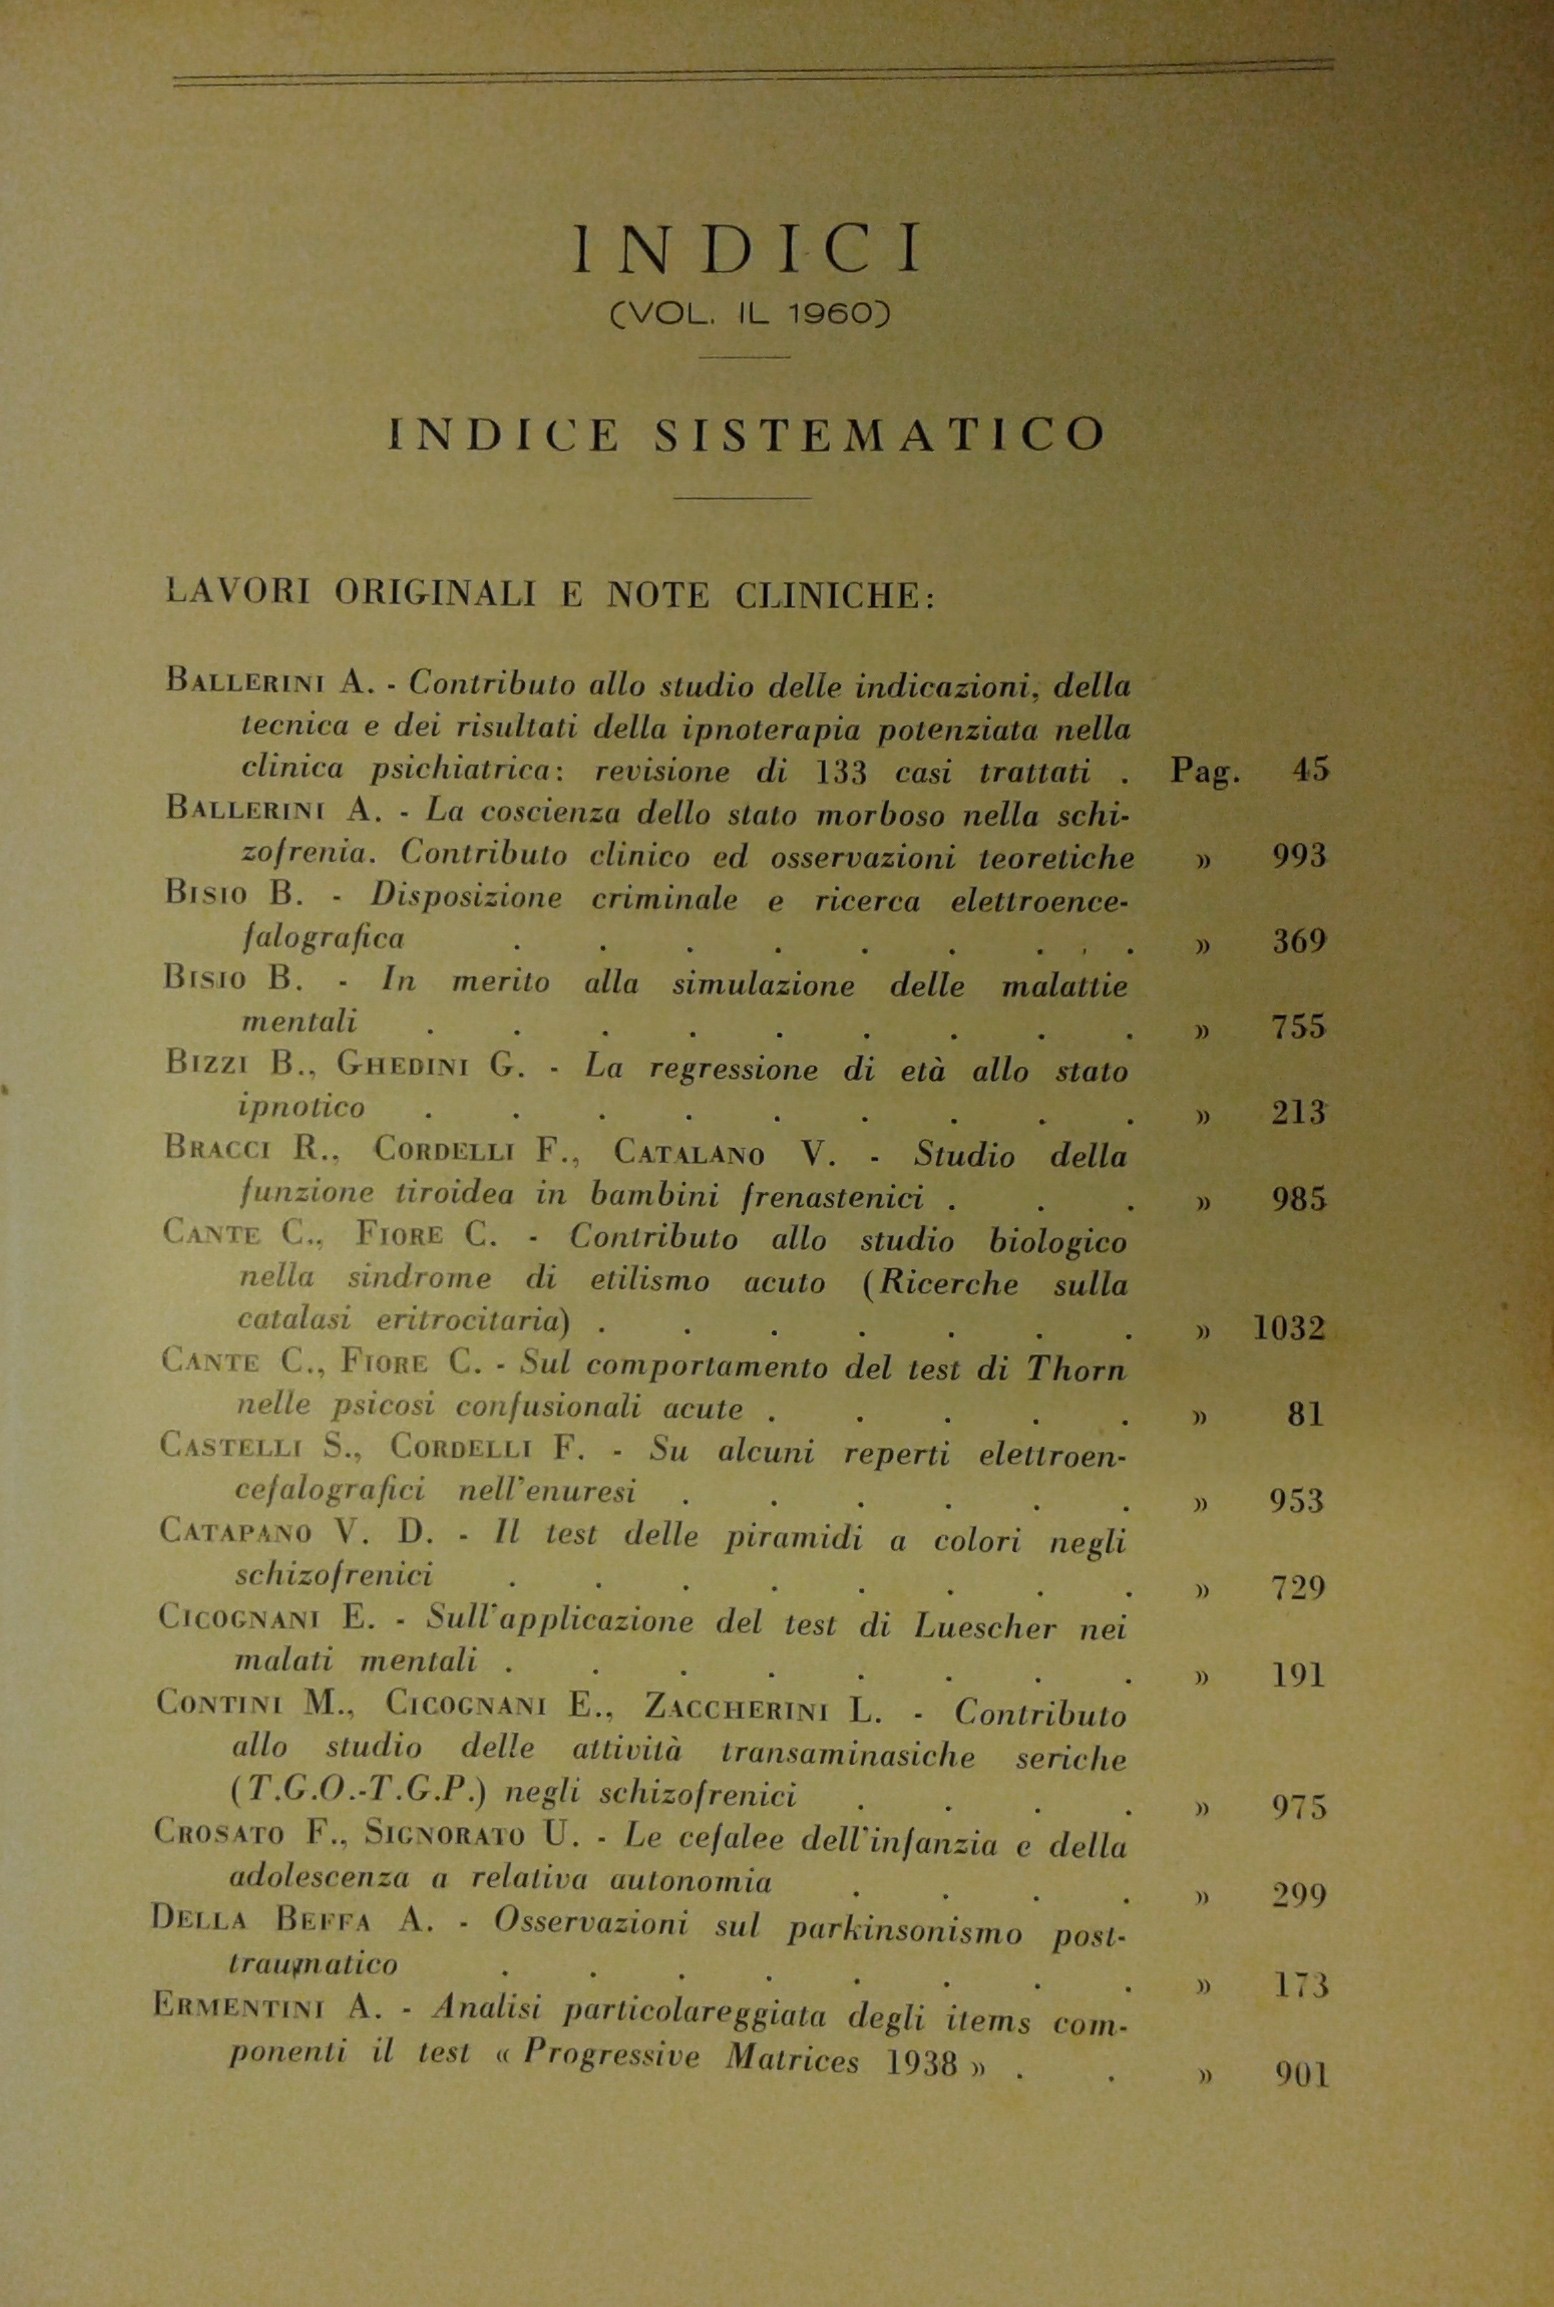 INDICI
(VOL. IL 1960)
INDICE SISTEMATICO
LAVORI ORIGINALI E NOTE CLINICHE:
BALLERINI A. - Contributo allo studio delle indicazioni, della
tecnica e dei risultati della ipnoterapia potenziata nella
clinica psichiatrica: revisione di 133 casi trattati . Pag. 45
BALLERINI A. - La coscienza dello stato morboso nella schi-
zofrenia. Contributo clinico ed osservazioni teoretiche » 993
BISIO B. - Disposizione criminale e ricerca elettroence-
falografica . . . . . . . . . » 369
BISIO B. - In merito alla simulazione delle malattie
mentali . . . . . . . . . » 755
BIZZI B., GHEDINI G. - La regressione di età allo stato
ipnotico . . . . . . . . . » 213
BRACCI R., CORDELLI F., CATALANO V. - Studio della
funzione tiroidea in bambini frenastenici . . . » 985
CANTE C., FIORE C. - Contributo allo studio biologico
nella sindrome di etilismo acuto (Ricerche sulla
catalasi eritrocitaria) . . . . . . . » 1032
CANTE C., FIORE C. - Sul comportamento del test di Thorn
nelle psicosi confusionali acute . . . . . » 81
CASTELLI S., CORDELLI F. - Su alcuni reperti elettroen-
cefalografici nell'enuresi . . . . . . » 953
CATAPANO V. D. - Il test delle piramidi a colori negli
schizofrenici . . . . . . . . » 729
CICOGNANI E. - Sull'applicazione del test di Luescher nei
malati mentali . . . . . . . . » 191
CONTINI M., CICOGNANI E., ZACCHERINI L. - Contributo
allo studio delle attività transaminasiche seriche
(T.G.O.-T.G.P.) negli schizofrenici . . . . » 975
CROSATO F., SIGNORATO U. - Le cefalee dell'infanzia e della
adolescenza a relativa autonomia . . . . » 299
DELLA BEFFA A. - Osservazioni sul parkinsonismo post-
traumatico . . . . . . . . » 173
ERMENTINI A. - Analisi particolareggiata degli items com-
ponenti il test « Progressive Matrices 1938 » . . » 901